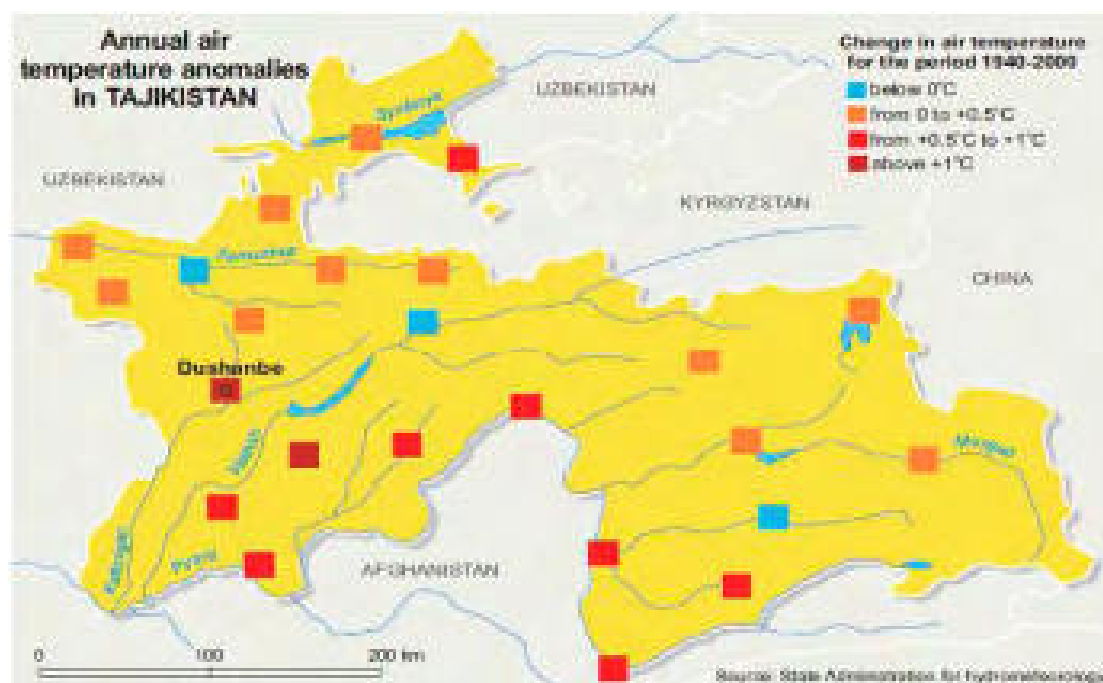 Annual air
temperature anomalies
in TAJIKISTAN
Change in air temperature
for the period 1940-2000
below 0°C
from 0 to +0.5°C
from +0.5°C to +1°C
above +1°C
UZBEKISTAN
Syrdarya
UZBEKISTAN
KYRGYZSTAN
CHINA
Dushanbe
Vakhsh
Murgab
Pyanj
AFGHANISTAN
0 100 200 km
Source: State Administration for hydrometeorology